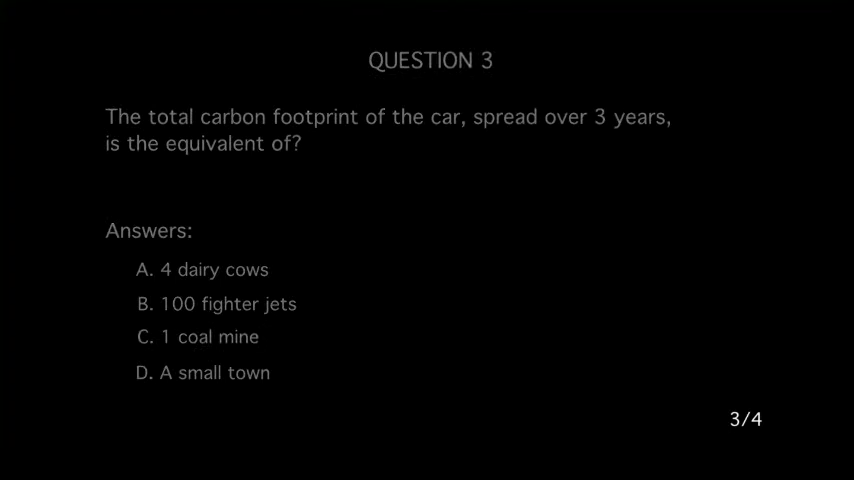 QUESTION 3
The total carbon footprint of the car, spread over 3 years,
is the equivalent of?
Answers:
A. 4 dairy cows
B. 100 fighter jets
C. 1 coal mine
D. A small town
3/4